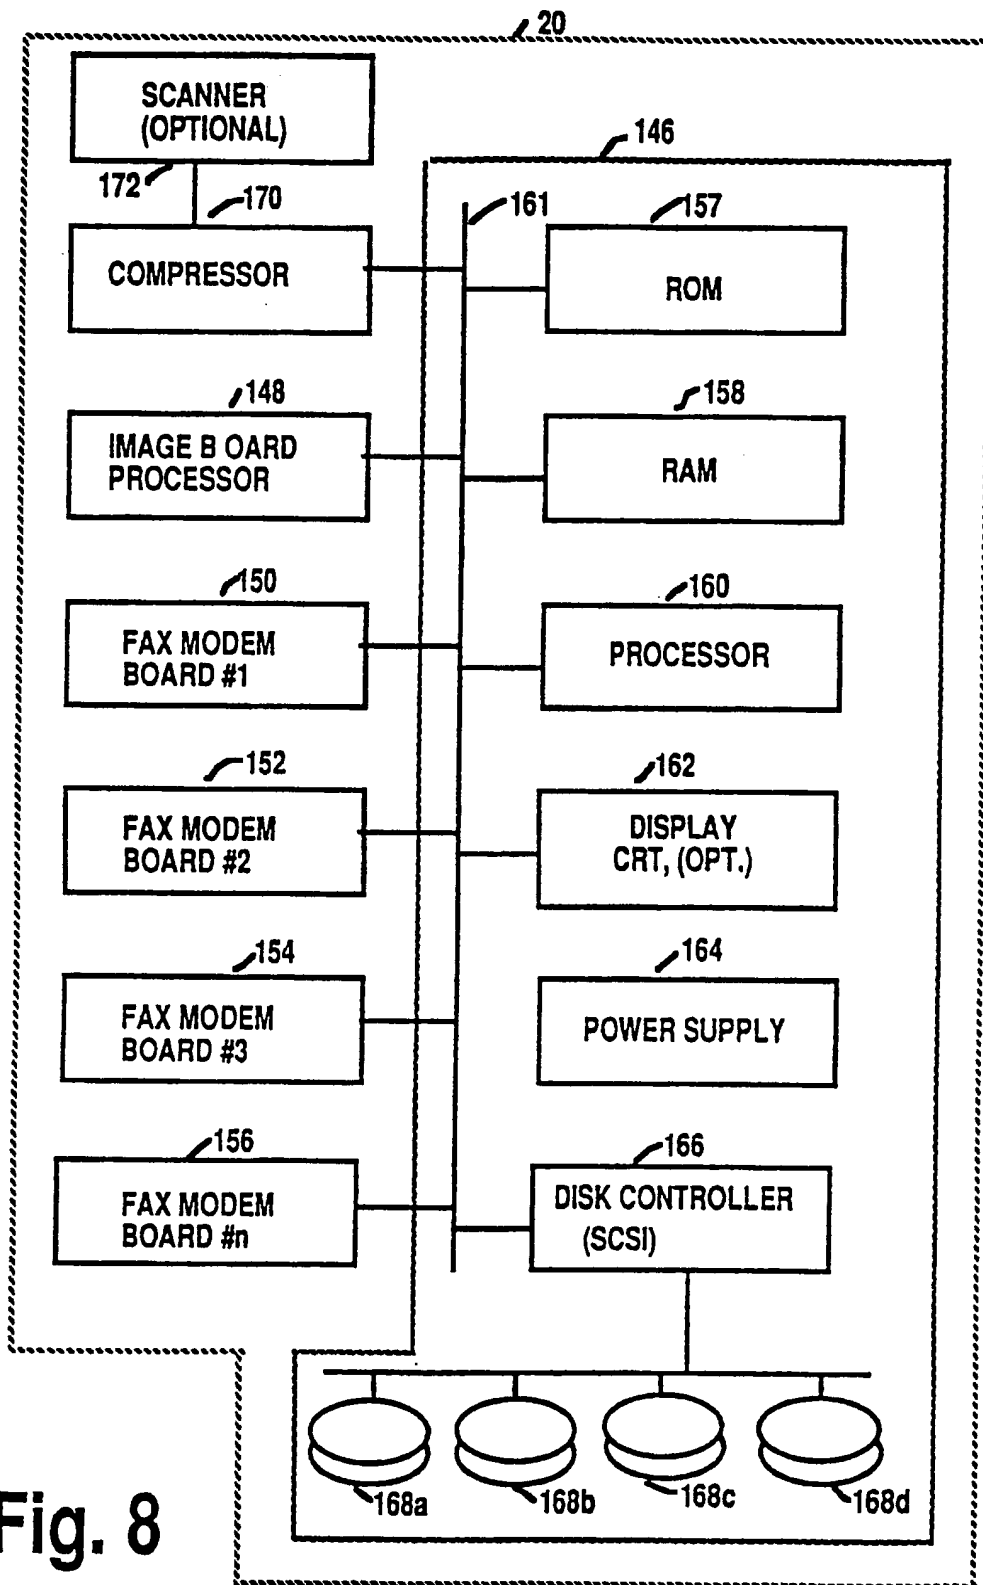 20
SCANNER
(OPTIONAL)
172
170
COMPRESSOR
146
161
157
ROM
148
IMAGE B OARD
PROCESSOR
158
RAM
150
FAX MODEM
BOARD #1
160
PROCESSOR
152
FAX MODEM
BOARD #2
162
DISPLAY
CRT, (OPT.)
154
FAX MODEM
BOARD #3
164
POWER SUPPLY
156
FAX MODEM
BOARD #n
166
DISK CONTROLLER
(SCSI)
168a
168b
168c
168d
Fig. 8